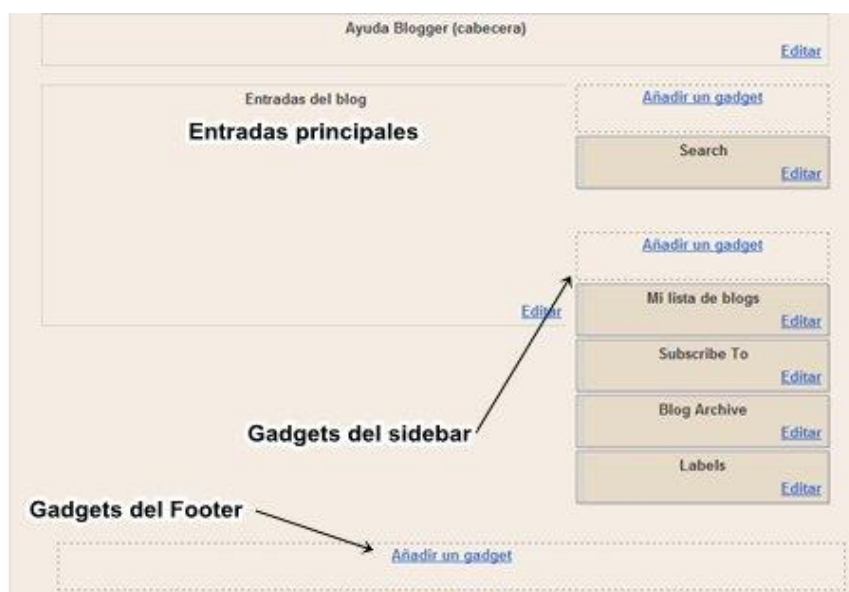 Ayuda Blogger (cabecera)
Editar
Entradas del blog
Entradas principales
Editar
Añadir un gadget
Search
Editar
Añadir un gadget
Mi lista de blogs
Editar
Subscribe To
Editar
Blog Archive
Editar
Labels
Editar
Gadgets del sidebar
Gadgets del Footer
Añadir un gadget